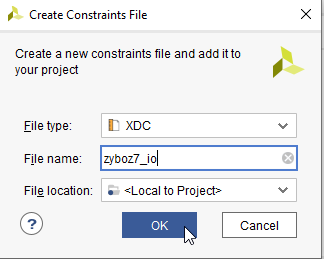 Create Constraints File
Create a new constraints file and add it to
your project
File type: XDC
File name: zyboz7_io
File location: <Local to Project>
? OK Cancel